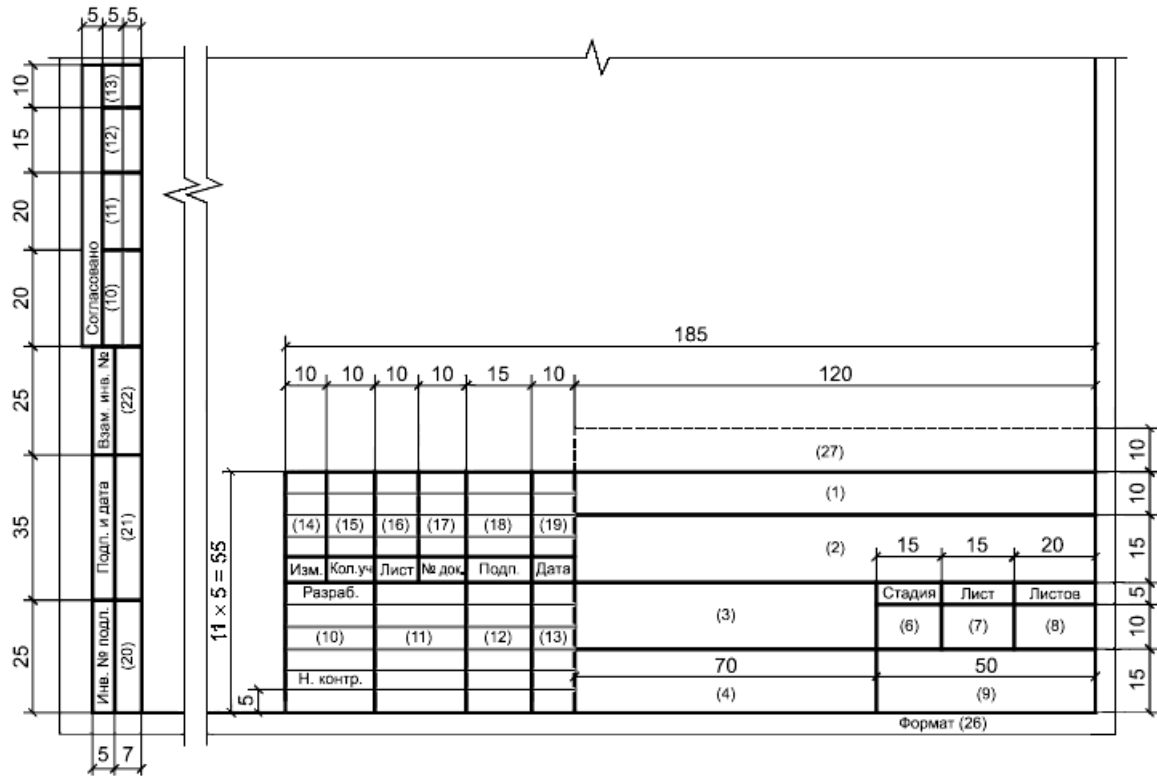 5 5 5
10
(13)
15
(12)
20
(11)
20
(10)
Согласовано
25
Взам. инв. №
(22)
35
Подп. и дата
(21)
25
Инв. № подл.
(20)
5 7
185
10 10 10 10 15 10 120
(27) 10
(1) 10
(14) (15) (16) (17) (18) (19) (2) 15 15 20 15
Изм. Кол.уч Лист № док. Подп. Дата
11 × 5 = 55
Разраб. Стадия Лист Листов 5
(10) (11) (12) (13) (3) (6) (7) (8) 10
Н. контр. 70 50
5 (4) (9) 15
Формат (26)